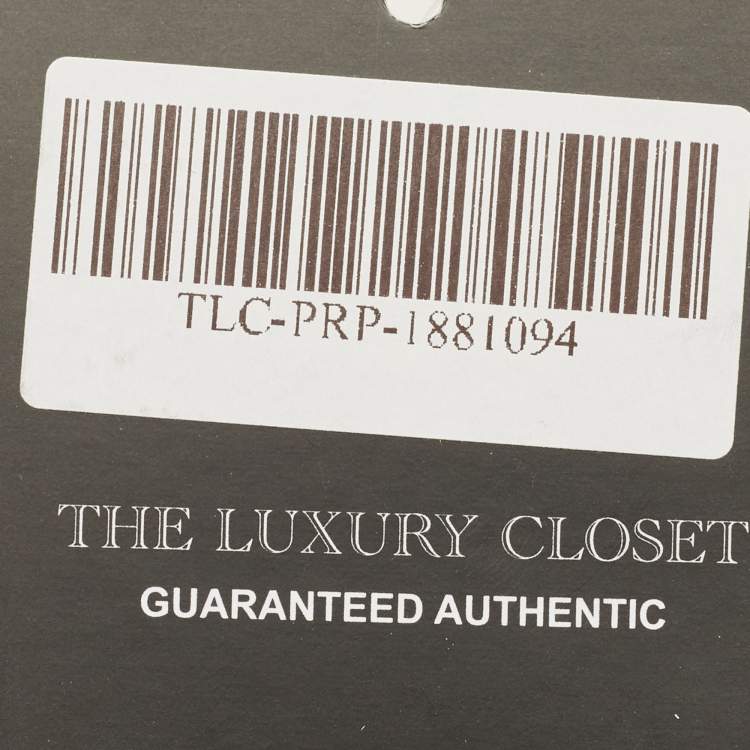 TLC-PRP-1881094
THE LUXURY CLOSET
GUARANTEED AUTHENTIC